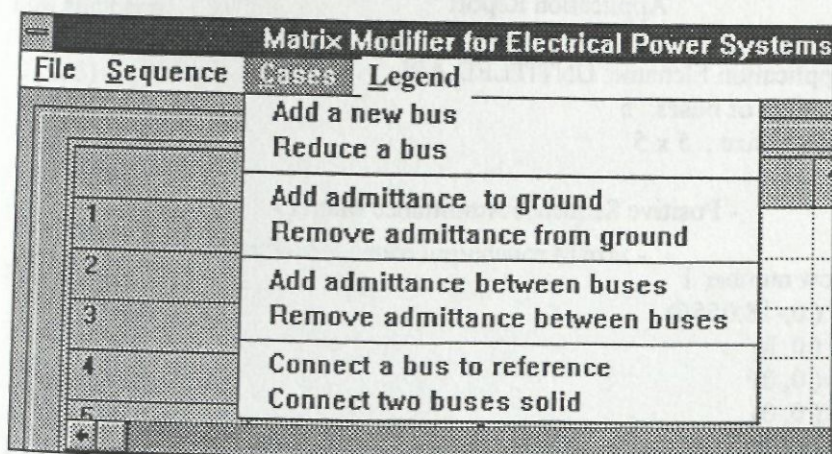 Matrix Modifier for Electrical Power Systems
File Sequence Cases Legend
Add a new bus
Reduce a bus
Add admittance to ground
Remove admittance from ground
Add admittance between buses
Remove admittance between buses
Connect a bus to reference
Connect two buses solid
1
2
3
4
5